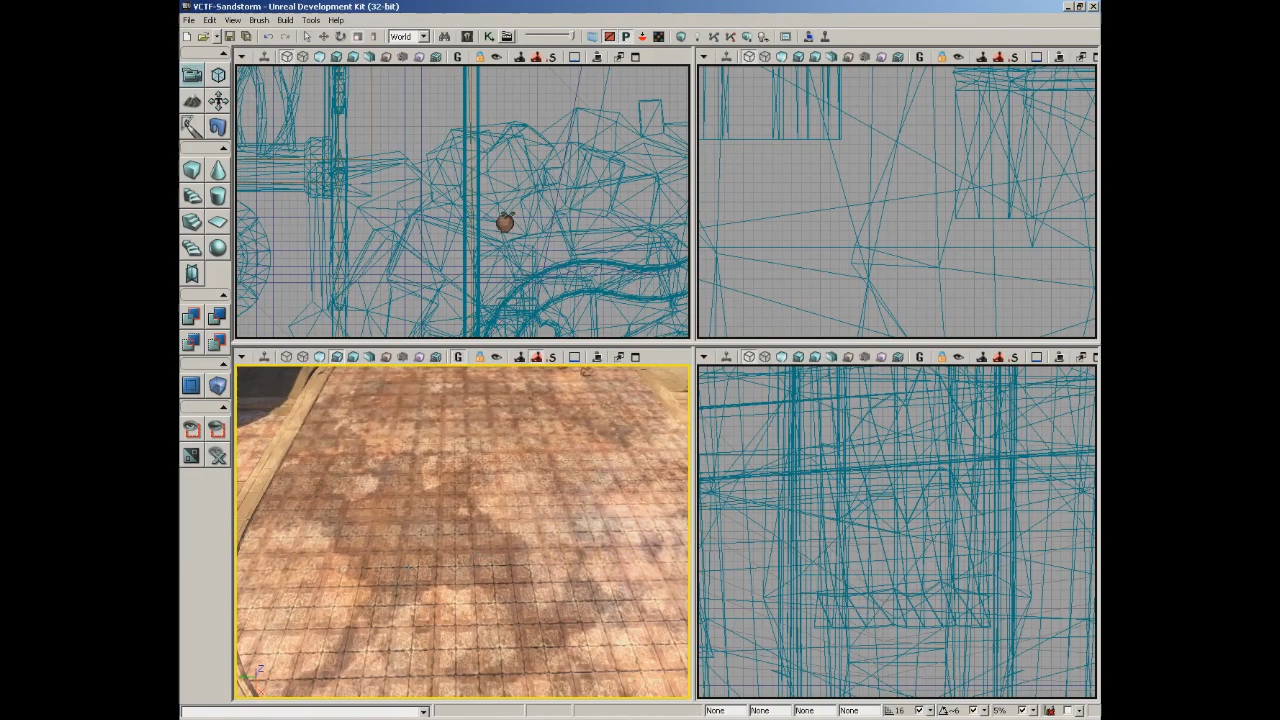 VCTF-Sandstorm - Unreal Development Kit (32-bit)
File Edit View Brush Build Tools Help
World
G G
G G
Z
None None None None 16 ~6 5%